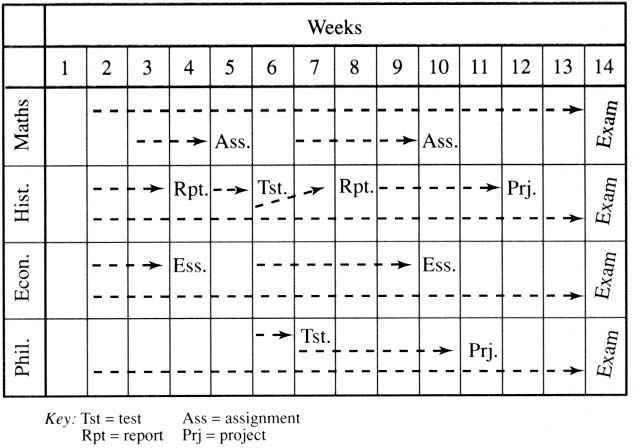 Weeks
1 2 3 4 5 6 7 8 9 10 11 12 13 14
Maths
Ass. Ass.
Exam
Hist.
Rpt. Tst. Rpt. Prj.
Exam
Econ.
Ess. Ess.
Exam
Phil.
Tst.
Prj.
Exam
Key: Tst = test Ass = assignment
Rpt = report Prj = project